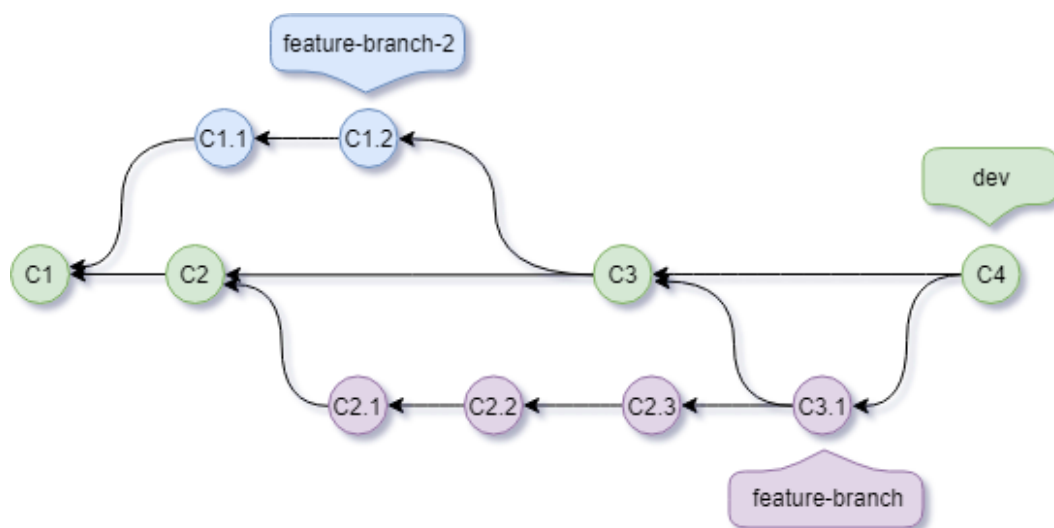 feature-branch-2
C1.1
C1.2
dev
C1
C2
C3
C4
C2.1
C2.2
C2.3
C3.1
feature-branch